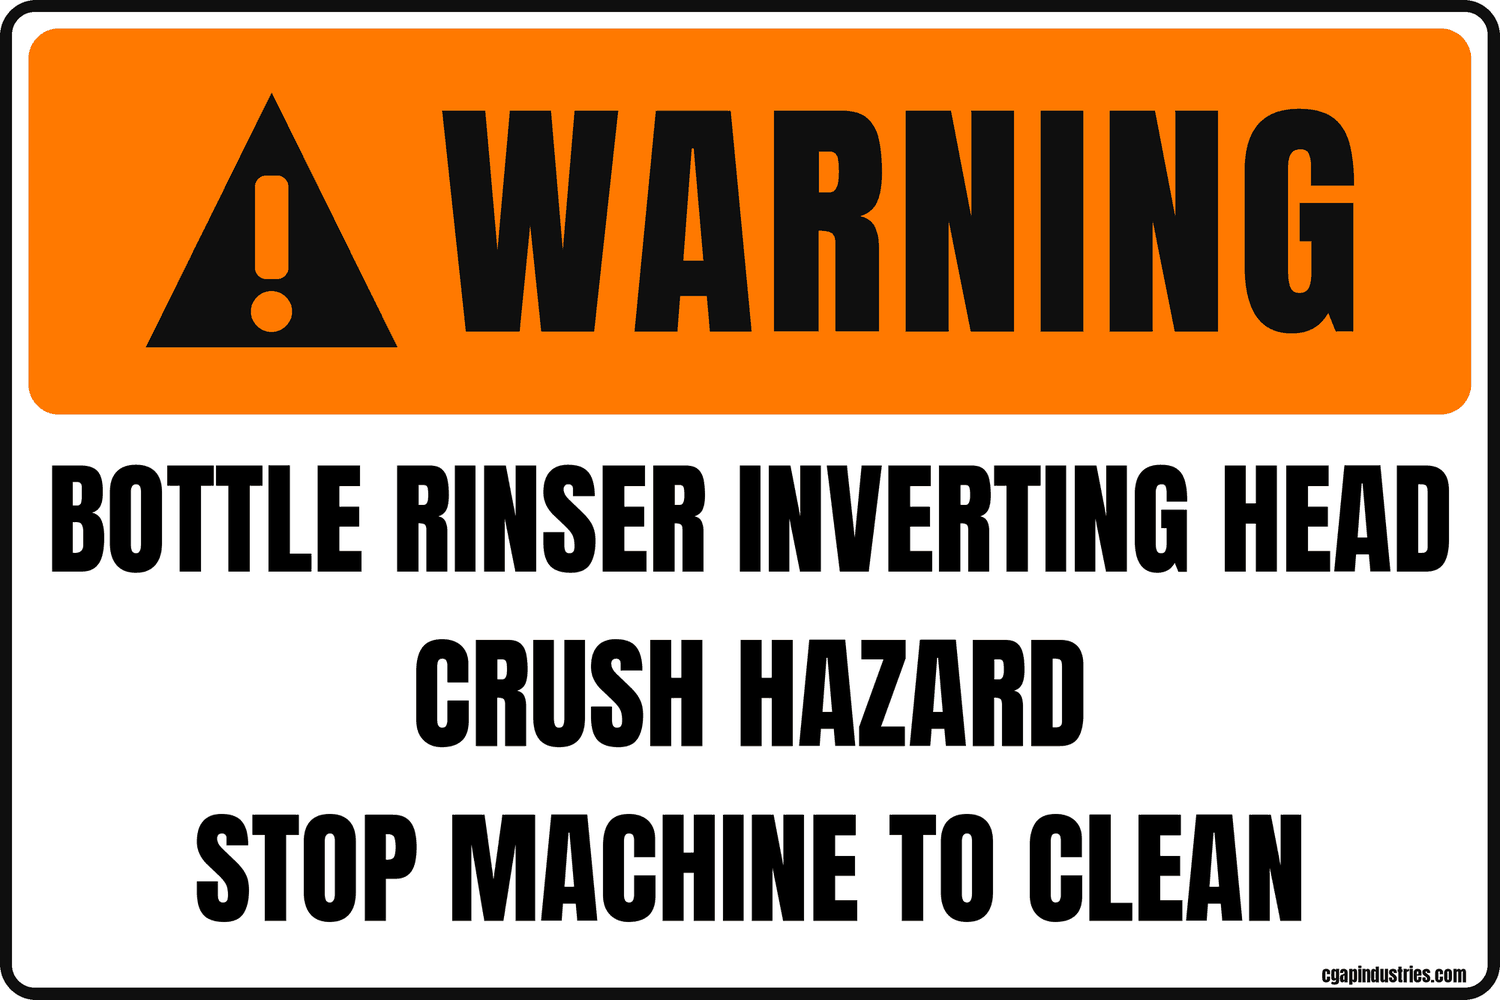 WARNING
BOTTLE RINSER INVERTING HEAD
CRUSH HAZARD
STOP MACHINE TO CLEAN
cgapindustries.com